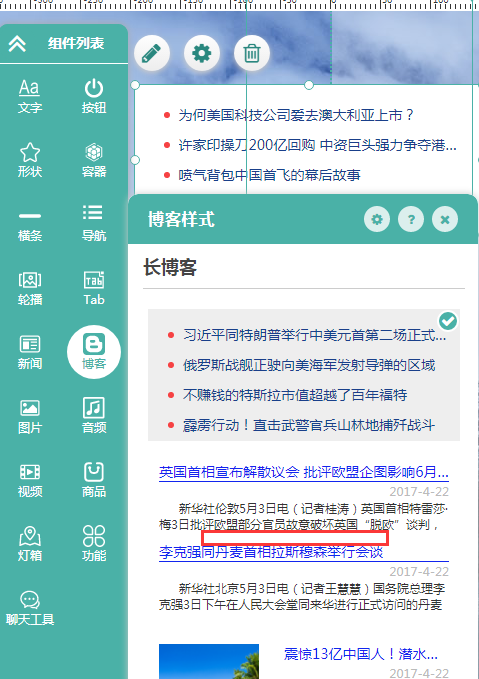 -250
-200
-150
-100
-50
0
50
100
组件列表
Aa
文字
按钮
形状
容器
横条
导航
轮播
Tab
Tab
新闻
博客
图片
音频
视频
商品
灯箱
功能
聊天工具
为何美国科技公司爱去澳大利亚上市？
许家印操刀200亿回购 中资巨头强力争夺港...
喷气背包中国首飞的幕后故事
博客样式
?
长博客
习近平同特朗普举行中美元首第二场正式...
俄罗斯战舰正驶向美海军发射导弹的区域
不赚钱的特斯拉市值超越了百年福特
霹雳行动！直击武警官兵山林地捕歼战斗
英国首相宣布解散议会 批评欧盟企图影响6月...
2017-4-22
新华社伦敦5月3日电（记者桂涛）英国首相特雷莎·
梅3日批评欧盟部分官员故意破坏英国“脱欧”谈判，
李克强同丹麦首相拉斯穆森举行会谈
2017-4-22
新华社北京5月3日电（记者王慧慧）国务院总理李
克强3日下午在人民大会堂同来华进行正式访问的丹麦
震惊13亿中国人！潜水...
2017-4-22